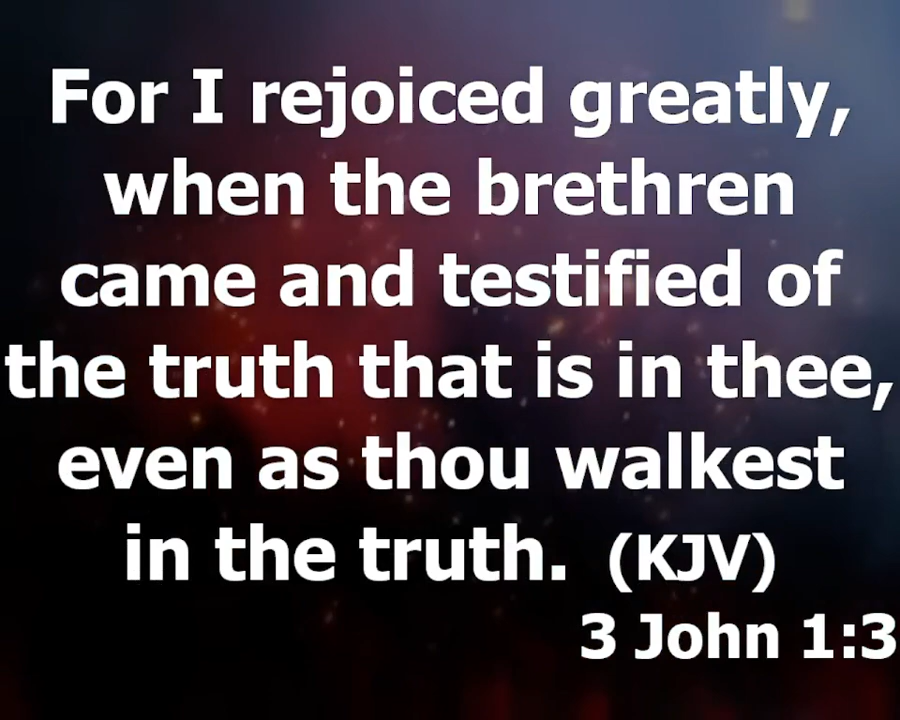 For I rejoiced greatly,
when the brethren
came and testified of
the truth that is in thee,
even as thou walkest
in the truth. (KJV)
3 John 1:3